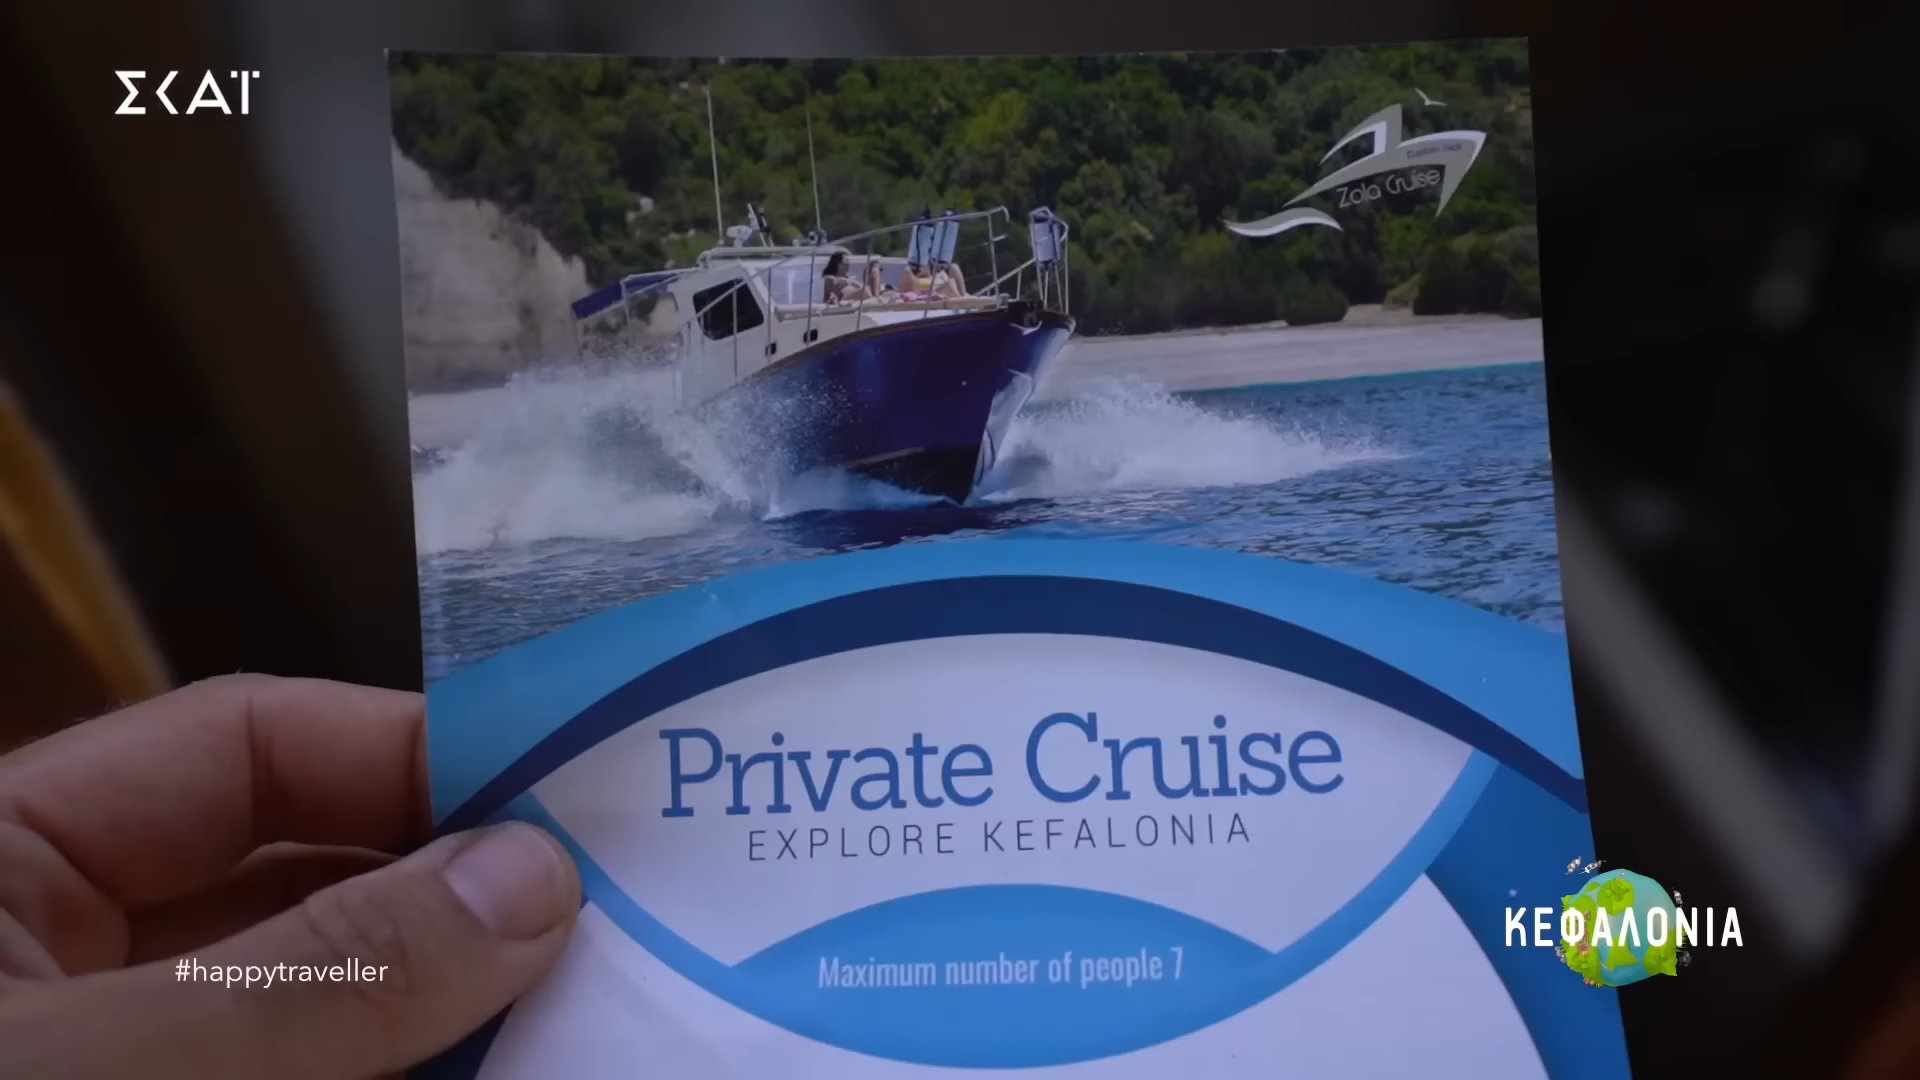 ΣΚΑΪ
Zola Cruise
Private Cruise
EXPLORE KEFALONIA
Maximum number of people 7
ΚΕΦΑΛΟΝΙΑ
#happytraveller